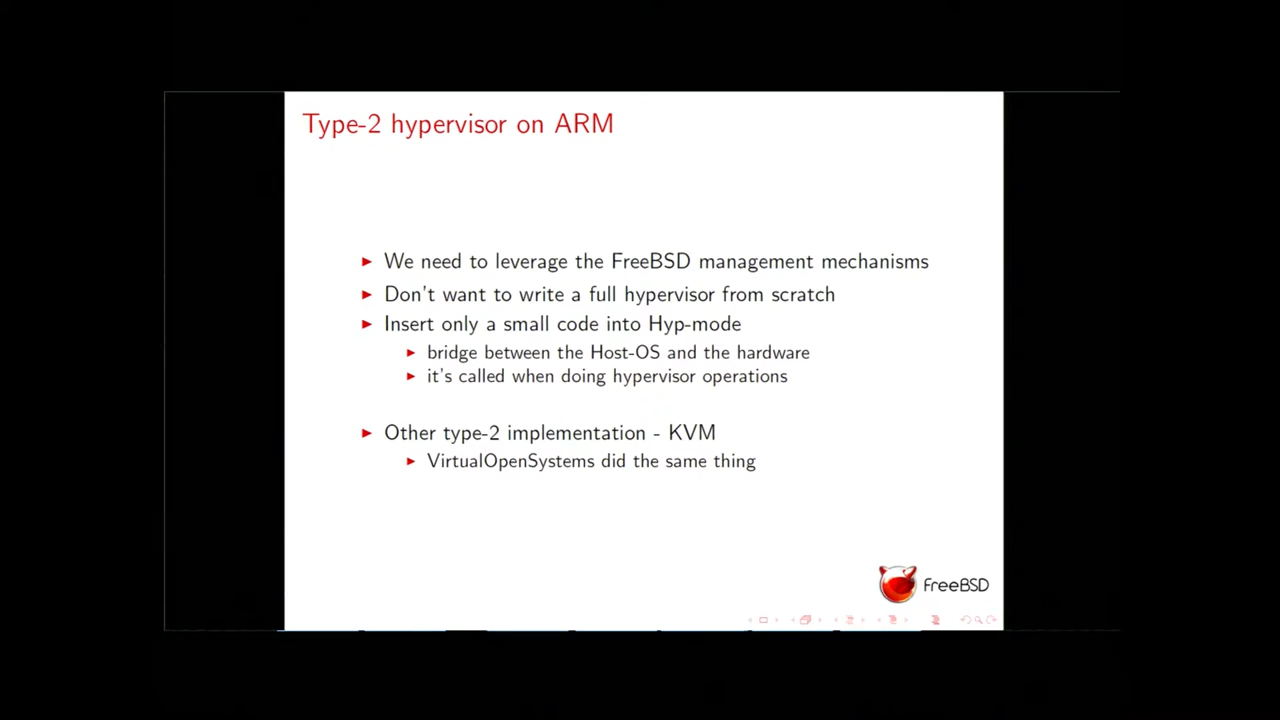 Type-2 hypervisor on ARM
We need to leverage the FreeBSD management mechanisms
Don't want to write a full hypervisor from scratch
Insert only a small code into Hyp-mode
bridge between the Host-OS and the hardware
it's called when doing hypervisor operations
Other type-2 implementation - KVM
VirtualOpenSystems did the same thing
FreeBSD